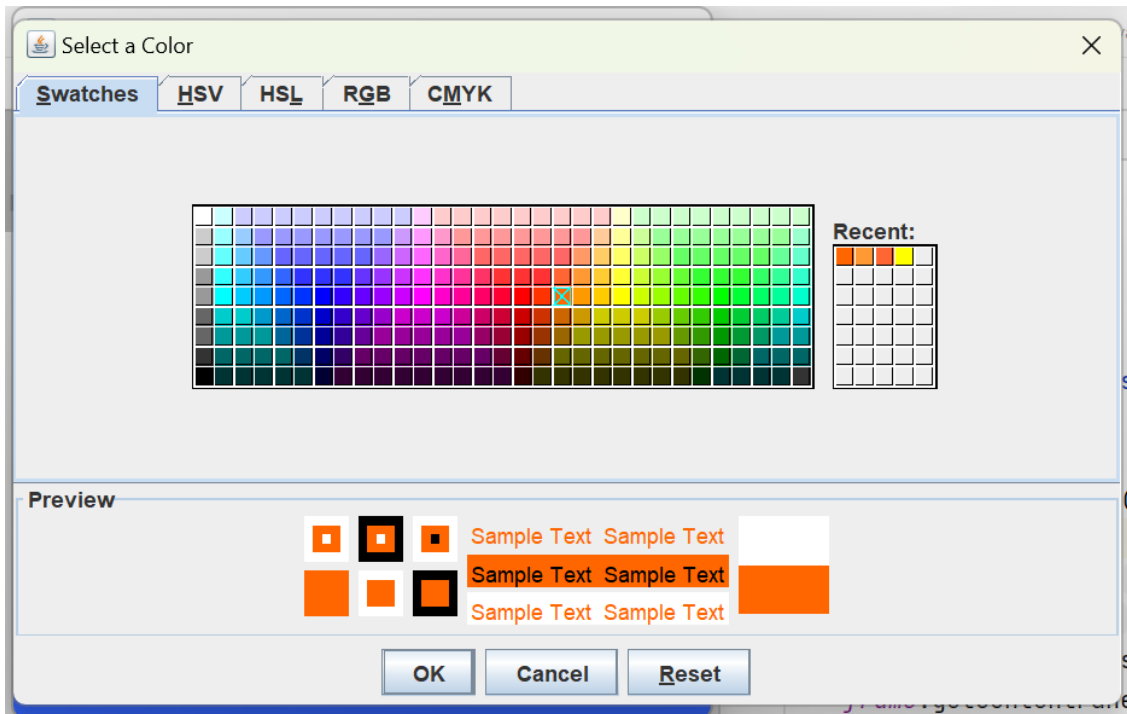 Select a Color
Swatches HSV HSL RGB CMYK
Recent:
Preview
Sample Text Sample Text
Sample Text Sample Text
Sample Text Sample Text
OK Cancel Reset